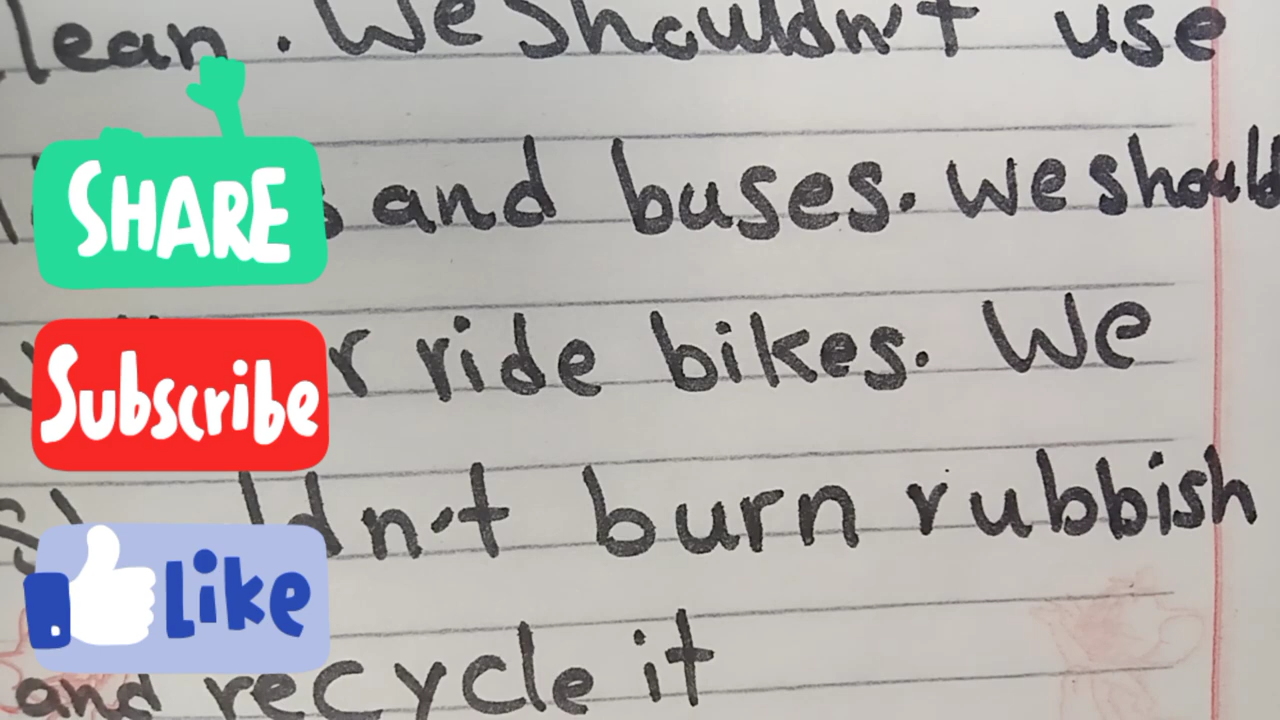 lean. We shouldn't use
SHARE
and buses. we should
r ride bikes. We
Subscribe
ldn't burn rubbish
Like
and recycle it